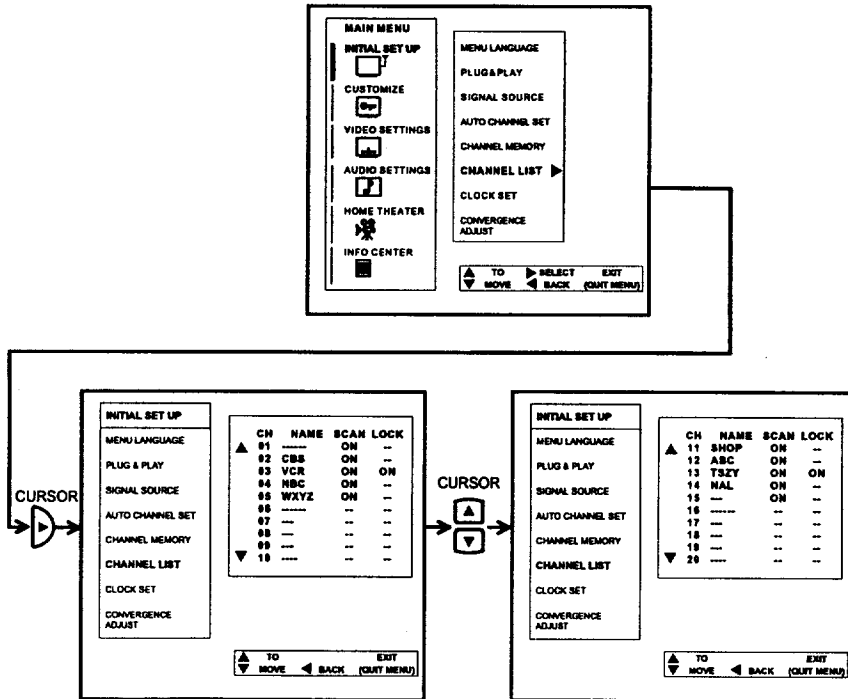 MAIN MENU
INITIAL SET UP
CUSTOMIZE
VIDEO SETTINGS
AUDIO SETTINGS
HOME THEATER
INFO CENTER
MENU LANGUAGE
PLUG&PLAY
SIGNAL SOURCE
AUTO CHANNEL SET
CHANNEL MEMORY
CHANNEL LIST ▶
CLOCK SET
CONVERGENCE
ADJUST
▲ TO ▶ SELECT EXIT
▼ MOVE ◀ BACK (QUIT MENU)
CURSOR
INITIAL SET UP
MENU LANGUAGE
PLUG & PLAY
SIGNAL SOURCE
AUTO CHANNEL SET
CHANNEL MEMORY
CHANNEL LIST
CLOCK SET
CONVERGENCE
ADJUST
CH NAME SCAN LOCK
▲ 01 ----- ON --
02 CBS ON --
03 VCR ON ON
04 NBC ON --
05 WXYZ ON --
06 ----- -- --
07 --- -- --
08 --- -- --
09 --- -- --
▼ 10 ---- -- --
▲ TO EXIT
▼ MOVE ◀ BACK (QUIT MENU)
CURSOR
INITIAL SET UP
MENU LANGUAGE
PLUG & PLAY
SIGNAL SOURCE
AUTO CHANNEL SET
CHANNEL MEMORY
CHANNEL LIST
CLOCK SET
CONVERGENCE
ADJUST
CH NAME SCAN LOCK
▲ 11 SHOP ON --
12 ABC ON --
13 TSZY ON ON
14 NAL ON --
15 --- ON --
16 ----- -- --
17 --- -- --
18 --- -- --
19 --- -- --
▼ 20 ---- -- --
▲ TO EXIT
▼ MOVE ◀ BACK (QUIT MENU)